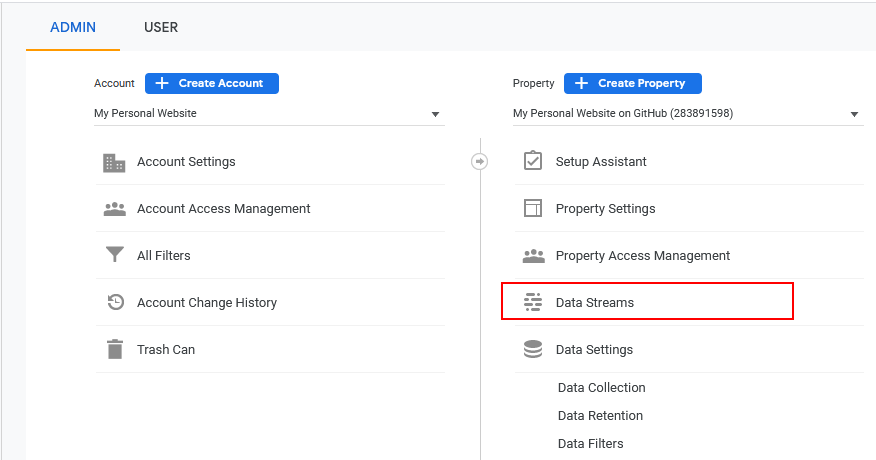 ADMIN
USER
Account
Create Account
My Personal Website
Account Settings
Account Access Management
All Filters
Account Change History
Trash Can
Property
Create Property
My Personal Website on GitHub (283891598)
Setup Assistant
Property Settings
Property Access Management
Data Streams
Data Settings
Data Collection
Data Retention
Data Filters